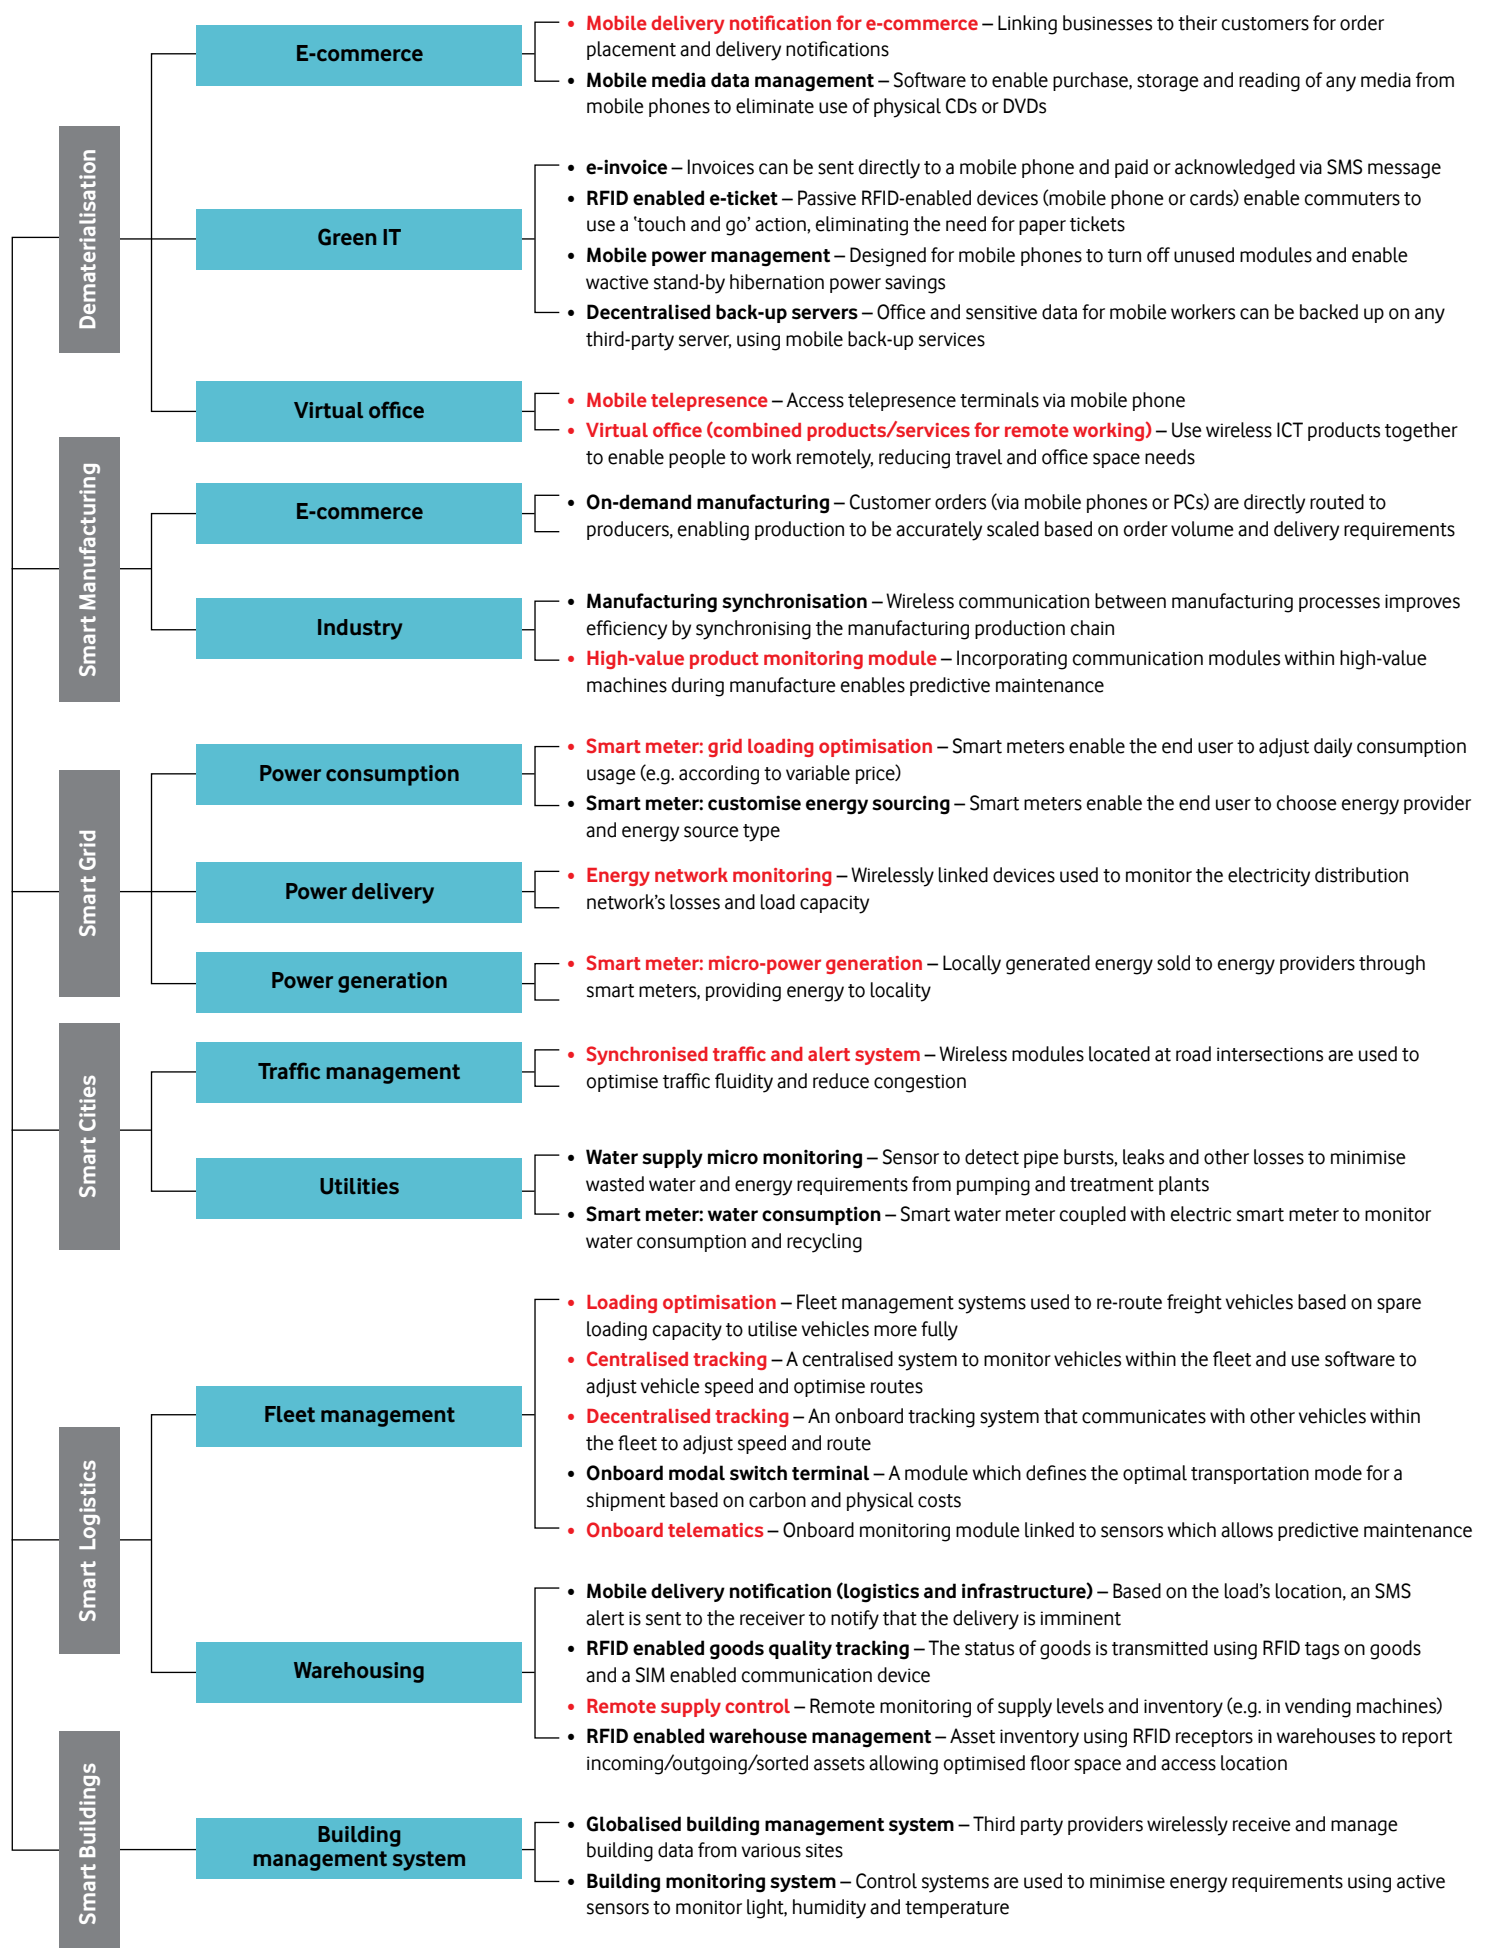 Dematerialisation
E-commerce
• Mobile delivery notification for e-commerce – Linking businesses to their customers for order
placement and delivery notifications
• Mobile media data management – Software to enable purchase, storage and reading of any media from
mobile phones to eliminate use of physical CDs or DVDs
Green IT
• e-invoice – Invoices can be sent directly to a mobile phone and paid or acknowledged via SMS message
• RFID enabled e-ticket – Passive RFID-enabled devices (mobile phone or cards) enable commuters to
use a ‘touch and go’ action, eliminating the need for paper tickets
• Mobile power management – Designed for mobile phones to turn off unused modules and enable
wactive stand-by hibernation power savings
• Decentralised back-up servers – Office and sensitive data for mobile workers can be backed up on any
third-party server, using mobile back-up services
Virtual office
• Mobile telepresence – Access telepresence terminals via mobile phone
• Virtual office (combined products/services for remote working) – Use wireless ICT products together
to enable people to work remotely, reducing travel and office space needs
Smart Manufacturing
E-commerce
• On-demand manufacturing – Customer orders (via mobile phones or PCs) are directly routed to
producers, enabling production to be accurately scaled based on order volume and delivery requirements
Industry
• Manufacturing synchronisation – Wireless communication between manufacturing processes improves
efficiency by synchronising the manufacturing production chain
• High-value product monitoring module – Incorporating communication modules within high-value
machines during manufacture enables predictive maintenance
Smart Grid
Power consumption
• Smart meter: grid loading optimisation – Smart meters enable the end user to adjust daily consumption
usage (e.g. according to variable price)
• Smart meter: customise energy sourcing – Smart meters enable the end user to choose energy provider
and energy source type
Power delivery
• Energy network monitoring – Wirelessly linked devices used to monitor the electricity distribution
network’s losses and load capacity
Power generation
• Smart meter: micro-power generation – Locally generated energy sold to energy providers through
smart meters, providing energy to locality
Smart Cities
Traffic management
• Synchronised traffic and alert system – Wireless modules located at road intersections are used to
optimise traffic fluidity and reduce congestion
Utilities
• Water supply micro monitoring – Sensor to detect pipe bursts, leaks and other losses to minimise
wasted water and energy requirements from pumping and treatment plants
• Smart meter: water consumption – Smart water meter coupled with electric smart meter to monitor
water consumption and recycling
Smart Logistics
Fleet management
• Loading optimisation – Fleet management systems used to re-route freight vehicles based on spare
loading capacity to utilise vehicles more fully
• Centralised tracking – A centralised system to monitor vehicles within the fleet and use software to
adjust vehicle speed and optimise routes
• Decentralised tracking – An onboard tracking system that communicates with other vehicles within
the fleet to adjust speed and route
• Onboard modal switch terminal – A module which defines the optimal transportation mode for a
shipment based on carbon and physical costs
• Onboard telematics – Onboard monitoring module linked to sensors which allows predictive maintenance
Warehousing
• Mobile delivery notification (logistics and infrastructure) – Based on the load’s location, an SMS
alert is sent to the receiver to notify that the delivery is imminent
• RFID enabled goods quality tracking – The status of goods is transmitted using RFID tags on goods
and a SIM enabled communication device
• Remote supply control – Remote monitoring of supply levels and inventory (e.g. in vending machines)
• RFID enabled warehouse management – Asset inventory using RFID receptors in warehouses to report
incoming/outgoing/sorted assets allowing optimised floor space and access location
Smart Buildings
Building
management system
• Globalised building management system – Third party providers wirelessly receive and manage
building data from various sites
• Building monitoring system – Control systems are used to minimise energy requirements using active
sensors to monitor light, humidity and temperature